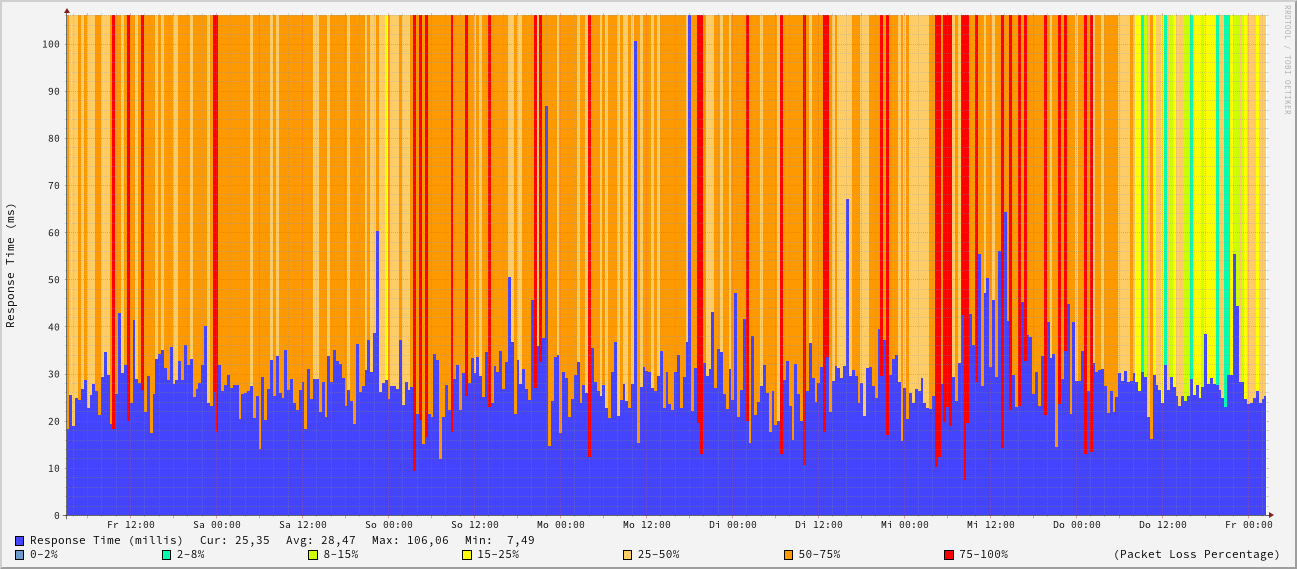 RRDTOOL / TOBI OETIKER
Response Time (ms)
100
90
80
70
60
50
40
30
20
10
0
Fr 12:00 Sa 00:00 Sa 12:00 So 00:00 So 12:00 Mo 00:00 Mo 12:00 Di 00:00 Di 12:00 Mi 00:00 Mi 12:00 Do 00:00 Do 12:00 Fr 00:00
Response Time (millis) Cur: 25,35 Avg: 28,47 Max: 106,06 Min: 7,49
0-2% 2-8% 8-15% 15-25% 25-50% 50-75% 75-100% (Packet Loss Percentage)